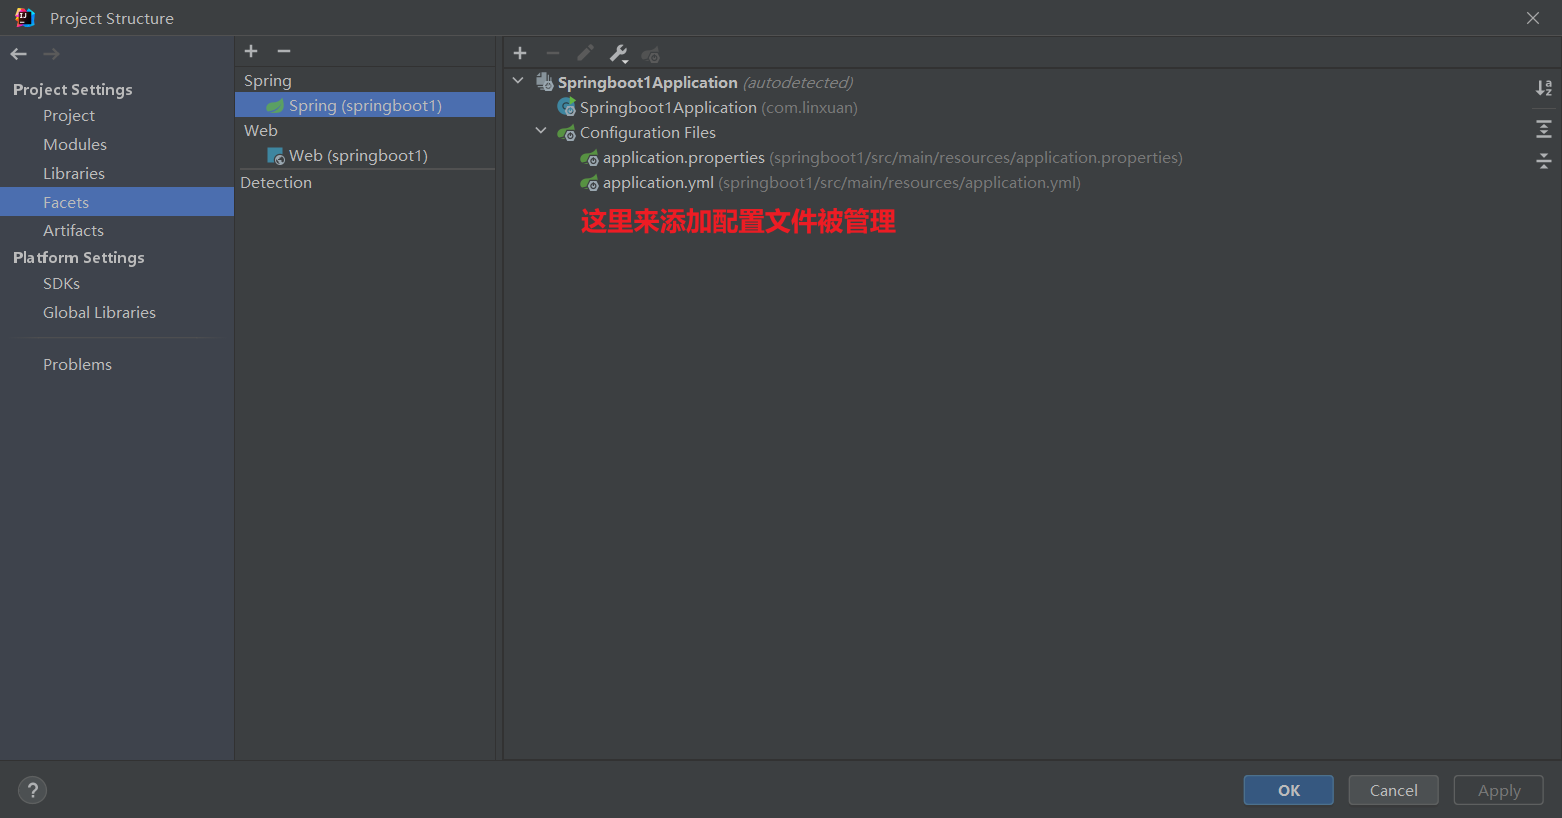 Project Structure
Project Settings
Project
Modules
Libraries
Facets
Artifacts
Platform Settings
SDKs
Global Libraries
Problems
Spring
Spring (springboot1)
Web
Web (springboot1)
Detection
Springboot1Application (autodetected)
Springboot1Application (com.linxuan)
Configuration Files
application.properties (springboot1/src/main/resources/application.properties)
application.yml (springboot1/src/main/resources/application.yml)
这里来添加配置文件被管理
?
OK
Cancel
Apply